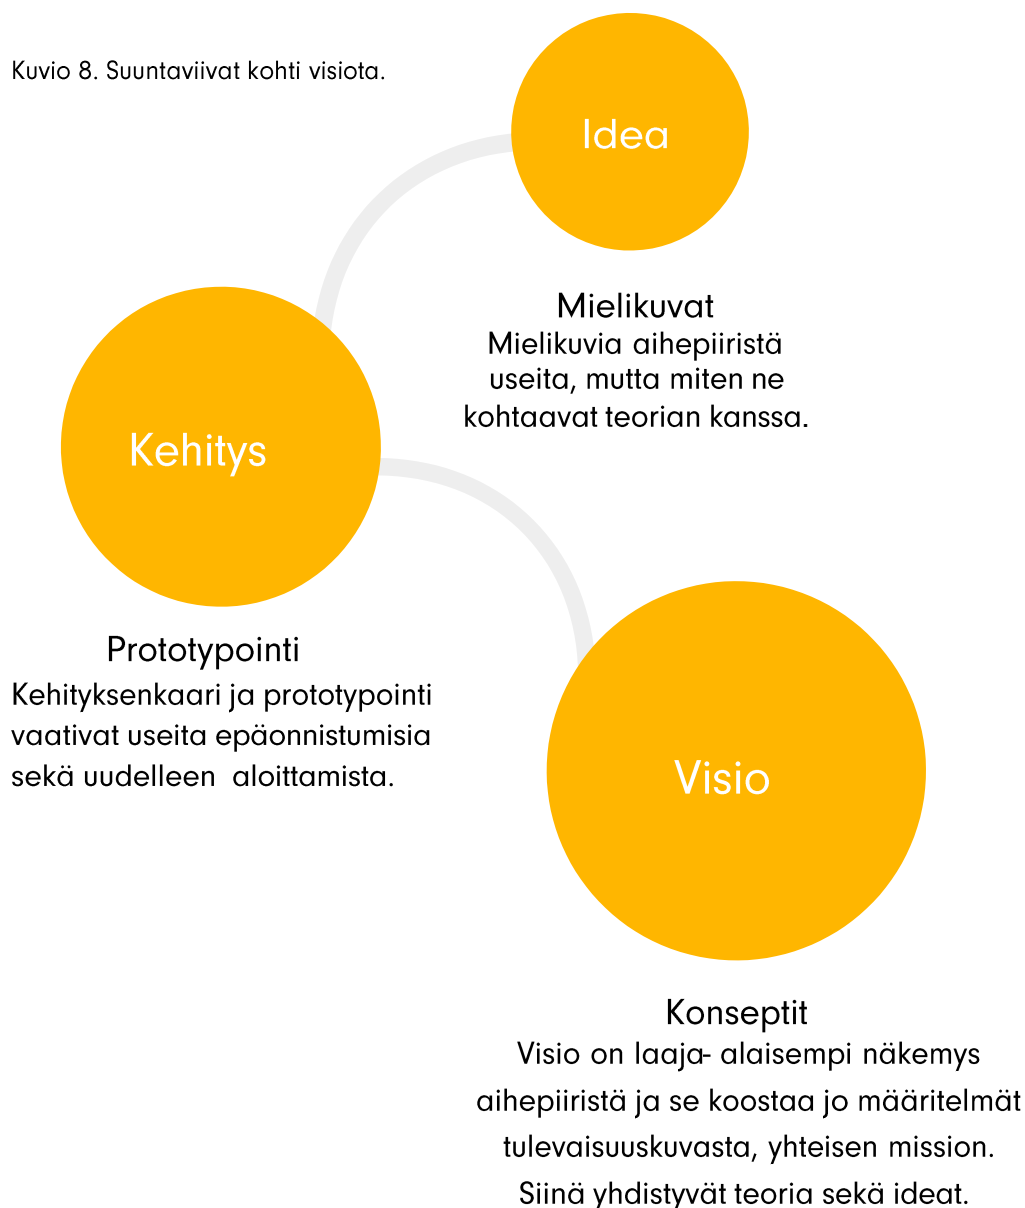 Kuvio 8. Suuntaviivat kohti visiota.
Idea
Mielikuvat
Mielikuvia aihepiiristä
useita, mutta miten ne
kohtaavat teorian kanssa.
Kehitys
Prototypointi
Kehityksenkaari ja prototypointi
vaativat useita epäonnistumisia
sekä uudelleen aloittamista.
Visio
Konseptit
Visio on laaja- alaisempi näkemys
aihepiiristä ja se koostaa jo määritelmät
tulevaisuuskuvasta, yhteisen mission.
Siinä yhdistyvät teoria sekä ideat.